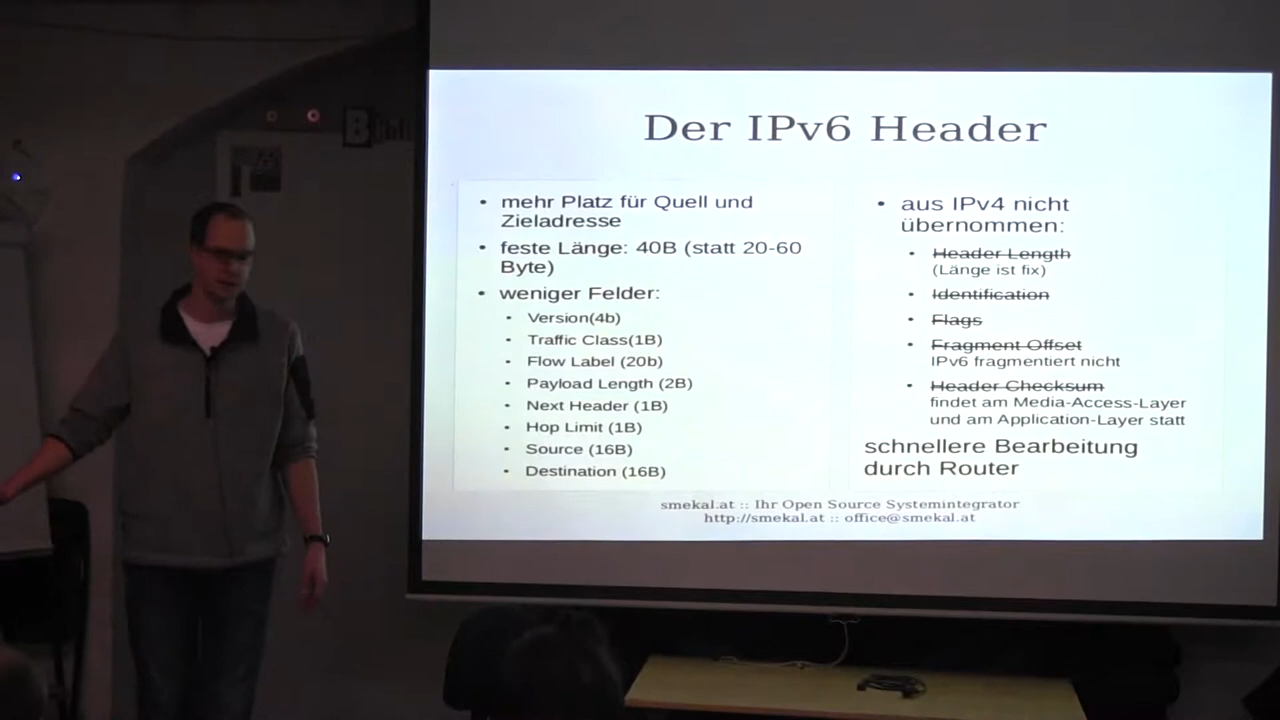 Der IPv6 Header
• mehr Platz für Quell und
Zieladresse
• feste Länge: 40B (statt 20-60
Byte)
• weniger Felder:
• Version(4b)
• Traffic Class(1B)
• Flow Label (20b)
• Payload Length (2B)
• Next Header (1B)
• Hop Limit (1B)
• Source (16B)
• Destination (16B)
• aus IPv4 nicht
übernommen:
• Header Length
(Länge ist fix)
• Identification
• Flags
• Fragment Offset
IPv6 fragmentiert nicht
• Header Checksum
findet am Media-Access-Layer
und am Application-Layer statt
schnellere Bearbeitung
durch Router
smekal.at :: Ihr Open Source Systemintegrator
http://smekal.at :: office@smekal.at